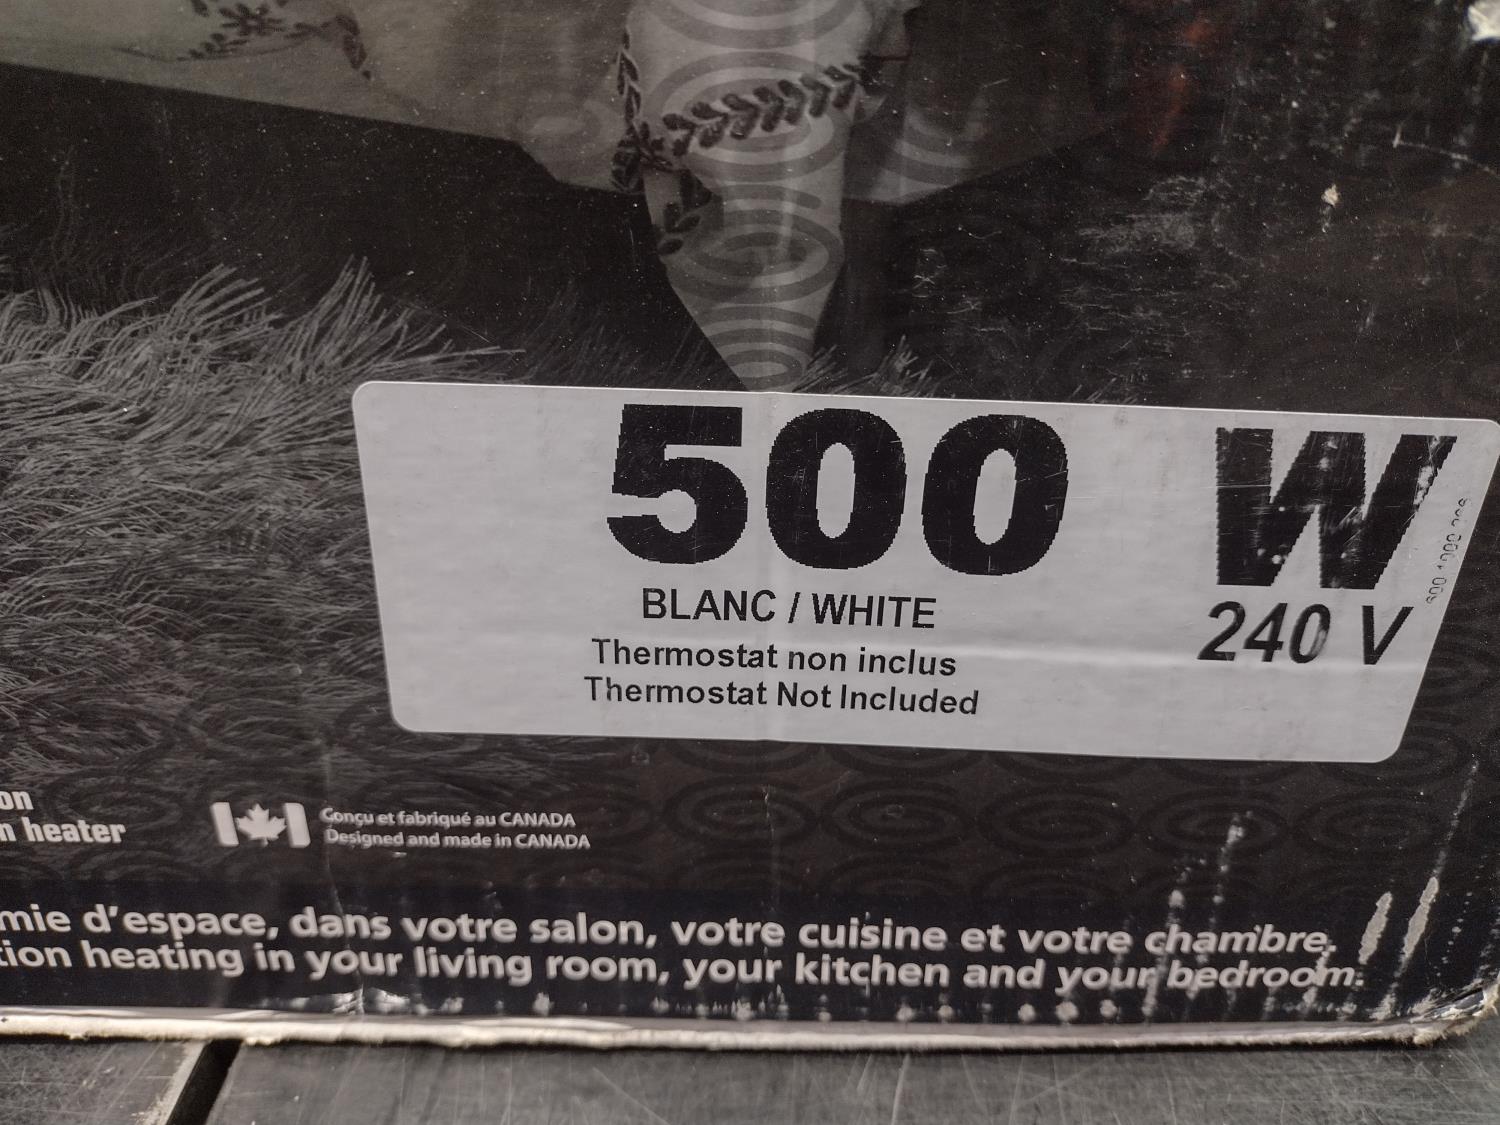 500 W
BLANC / WHITE
240 V
Thermostat non inclus
Thermostat Not Included
on
n heater
Conçu et fabriqué au CANADA
Designed and made in CANADA
mie d'espace, dans votre salon, votre cuisine et votre chambre.
tion heating in your living room, your kitchen and your bedroom.